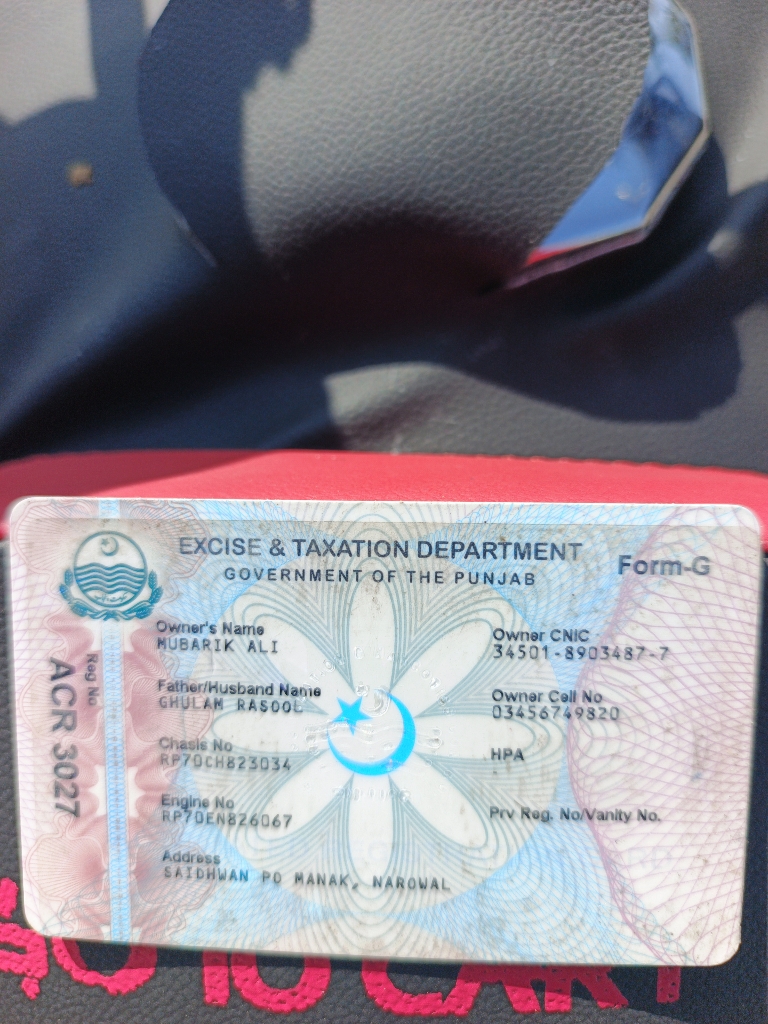 EXCISE & TAXATION DEPARTMENT
Form-G
GOVERNMENT OF THE PUNJAB
Reg No
ACR 3027
Owner's Name
MUBARIK ALI
Owner CNIC
34501-8903487-7
Father/Husband Name
GHULAM RASOOL
Owner Cell No
03456749820
Chasis No
RP70CH823034
HPA
-
Engine No
RP70EN826067
Prv Reg. No/Vanity No.
Address
SAIDHWAN PO MANAK, NAROWAL